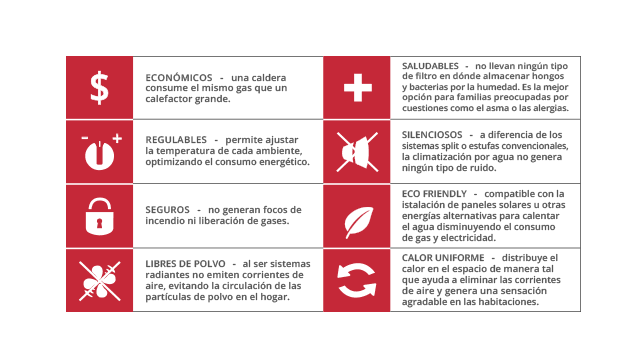 $
ECONÓMICOS - una caldera
consume el mismo gas que un
calefactor grande.
SALUDABLES - no llevan ningún tipo
de filtro en dónde almacenar hongos
y bacterias por la humedad. Es la mejor
opción para familias preocupadas por
cuestiones como el asma o las alergias.
- +
REGULABLES - permite ajustar
la temperatura de cada ambiente,
optimizando el consumo energético.
SILENCIOSOS - a diferencia de los
sistemas split o estufas convencionales,
la climatización por agua no genera
ningún tipo de ruido.
SEGUROS - no generan focos de
incendio ni liberación de gases.
ECO FRIENDLY - compatible con la
istalación de paneles solares u otras
energías alternativas para calentar
el agua disminuyendo el consumo
de gas y electricidad.
LIBRES DE POLVO - al ser sistemas
radiantes no emiten corrientes de
aire, evitando la circulación de las
partículas de polvo en el hogar.
CALOR UNIFORME - distribuye el
calor en el espacio de manera tal
que ayuda a eliminar las corrientes
de aire y genera una sensación
agradable en las habitaciones.